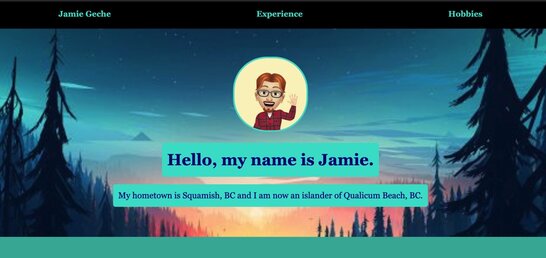 Jamie Geche Experience Hobbies
Hello, my name is Jamie.
My hometown is Squamish, BC and I am now an islander of Qualicum Beach, BC.